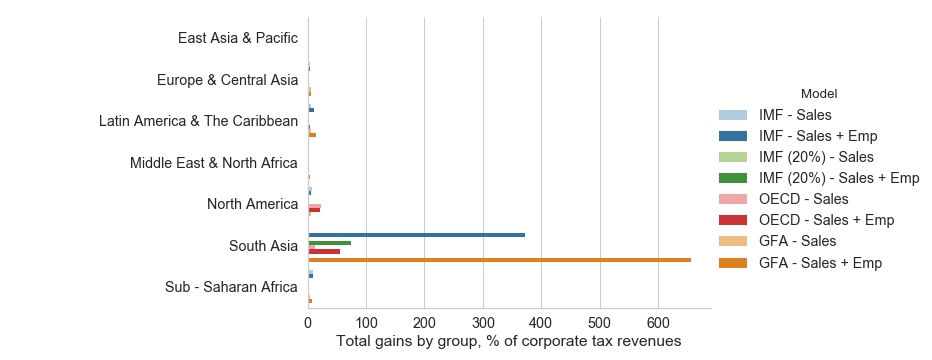 East Asia & Pacific
Europe & Central Asia
Latin America & The Caribbean
Middle East & North Africa
North America
South Asia
Sub - Saharan Africa
0 100 200 300 400 500 600
Total gains by group, % of corporate tax revenues
Model
IMF - Sales
IMF - Sales + Emp
IMF (20%) - Sales
IMF (20%) - Sales + Emp
OECD - Sales
OECD - Sales + Emp
GFA - Sales
GFA - Sales + Emp